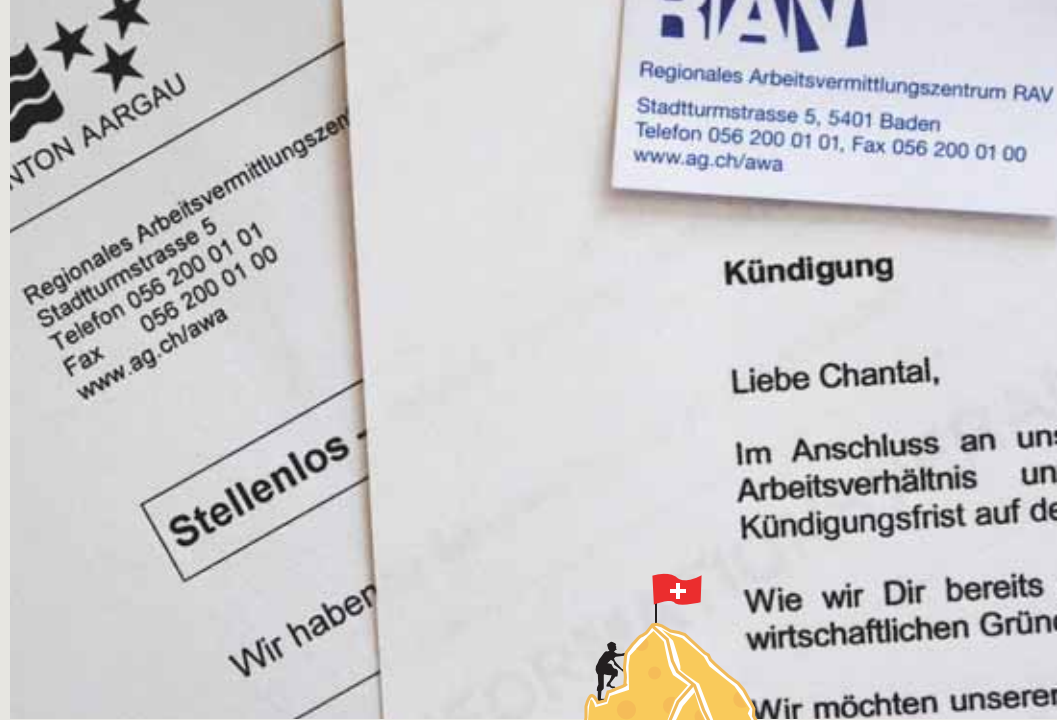 KANTON AARGAU
Regionales Arbeitsvermittlungszen
Stadtturmstrasse 5
Telefon 056 200 01 01
Fax 056 200 01 00
www.ag.ch/awa
Stellenlos -
Wir haben
RAV
Regionales Arbeitsvermittlungszentrum RAV
Stadtturmstrasse 5, 5401 Baden
Telefon 056 200 01 01, Fax 056 200 01 00
www.ag.ch/awa
Kündigung
Liebe Chantal,
Im Anschluss an uns
Arbeitsverhältnis un
Kündigungsfrist auf de
Wie wir Dir bereits
wirtschaftlichen Gründ
Wir möchten unseren